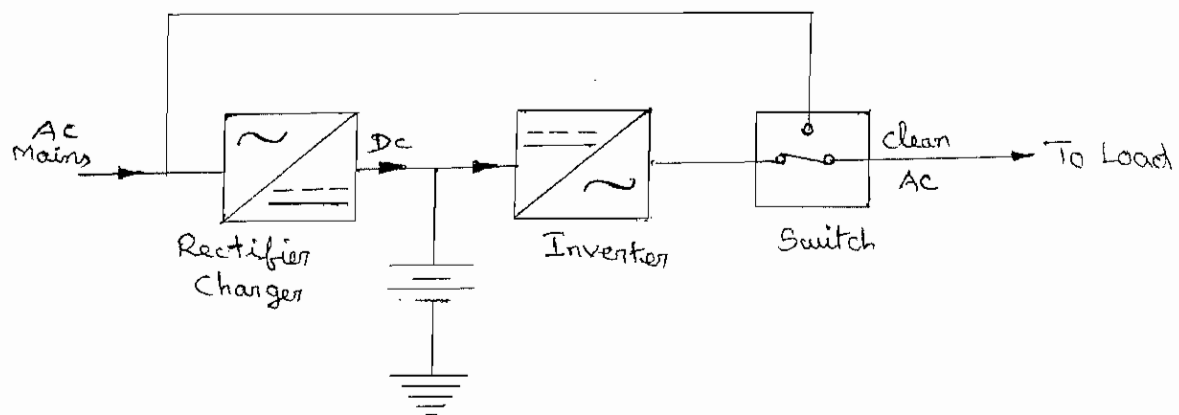 AC
Mains
DC
Rectifier
Charger
Inverter
Switch
Clean
AC
To Load